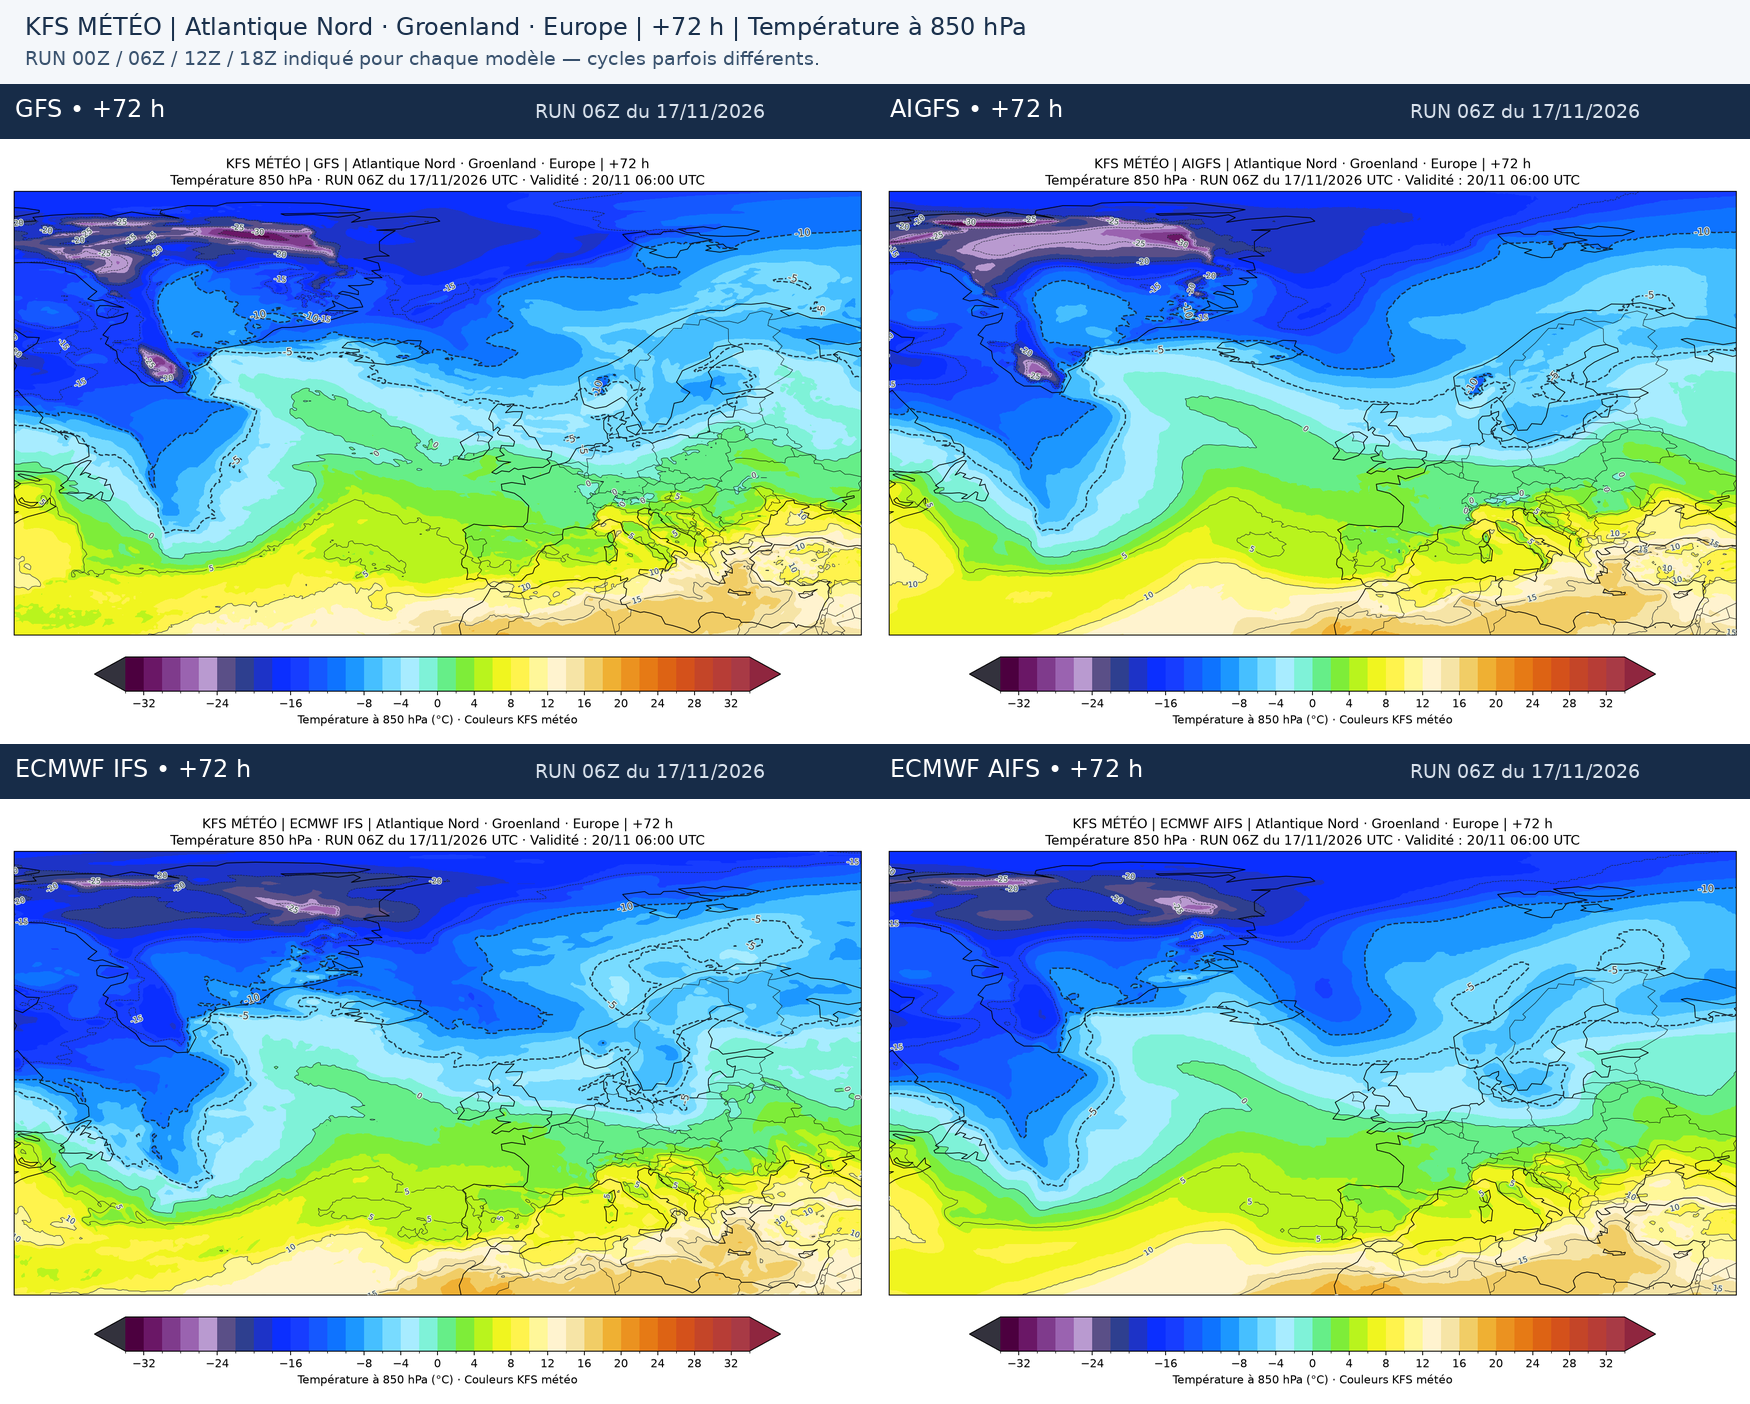 KFS MÉTÉO | Atlantique Nord · Groenland · Europe | +72 h | Température à 850 hPa
RUN 00Z / 06Z / 12Z / 18Z indiqué pour chaque modèle — cycles parfois différents.
GFS • +72 h
RUN 06Z du 17/11/2026
AIGFS • +72 h
RUN 06Z du 17/11/2026
KFS MÉTÉO | GFS | Atlantique Nord · Groenland · Europe | +72 h
Température 850 hPa · RUN 06Z du 17/11/2026 UTC · Validité : 20/11 06:00 UTC
KFS MÉTÉO | AIGFS | Atlantique Nord · Groenland · Europe | +72 h
Température 850 hPa · RUN 06Z du 17/11/2026 UTC · Validité : 20/11 06:00 UTC
−32 −24 −16 −8 −4 0 4 8 12 16 20 24 28 32
Température à 850 hPa (°C) · Couleurs KFS météo
−32 −24 −16 −8 −4 0 4 8 12 16 20 24 28 32
Température à 850 hPa (°C) · Couleurs KFS météo
ECMWF IFS • +72 h
RUN 06Z du 17/11/2026
ECMWF AIFS • +72 h
RUN 06Z du 17/11/2026
KFS MÉTÉO | ECMWF IFS | Atlantique Nord · Groenland · Europe | +72 h
Température 850 hPa · RUN 06Z du 17/11/2026 UTC · Validité : 20/11 06:00 UTC
KFS MÉTÉO | ECMWF AIFS | Atlantique Nord · Groenland · Europe | +72 h
Température 850 hPa · RUN 06Z du 17/11/2026 UTC · Validité : 20/11 06:00 UTC
−32 −24 −16 −8 −4 0 4 8 12 16 20 24 28 32
Température à 850 hPa (°C) · Couleurs KFS météo
−32 −24 −16 −8 −4 0 4 8 12 16 20 24 28 32
Température à 850 hPa (°C) · Couleurs KFS météo